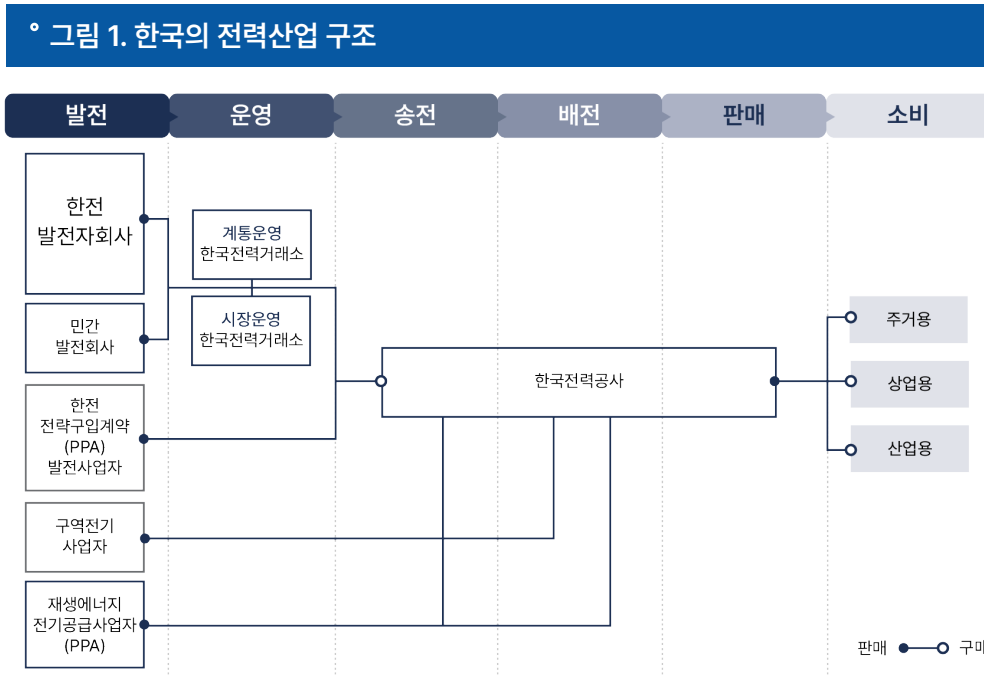 그림 1. 한국의 전력산업 구조
발전
운영
송전
배전
판매
소비
한전
발전자회사
계통운영
한국전력거래소
민간
발전회사
시장운영
한국전력거래소
주거용
한국전력공사
상업용
한전
전략구입계약
(PPA)
발전사업자
산업용
구역전기
사업자
재생에너지
전기공급사업자
(PPA)
판매
구매